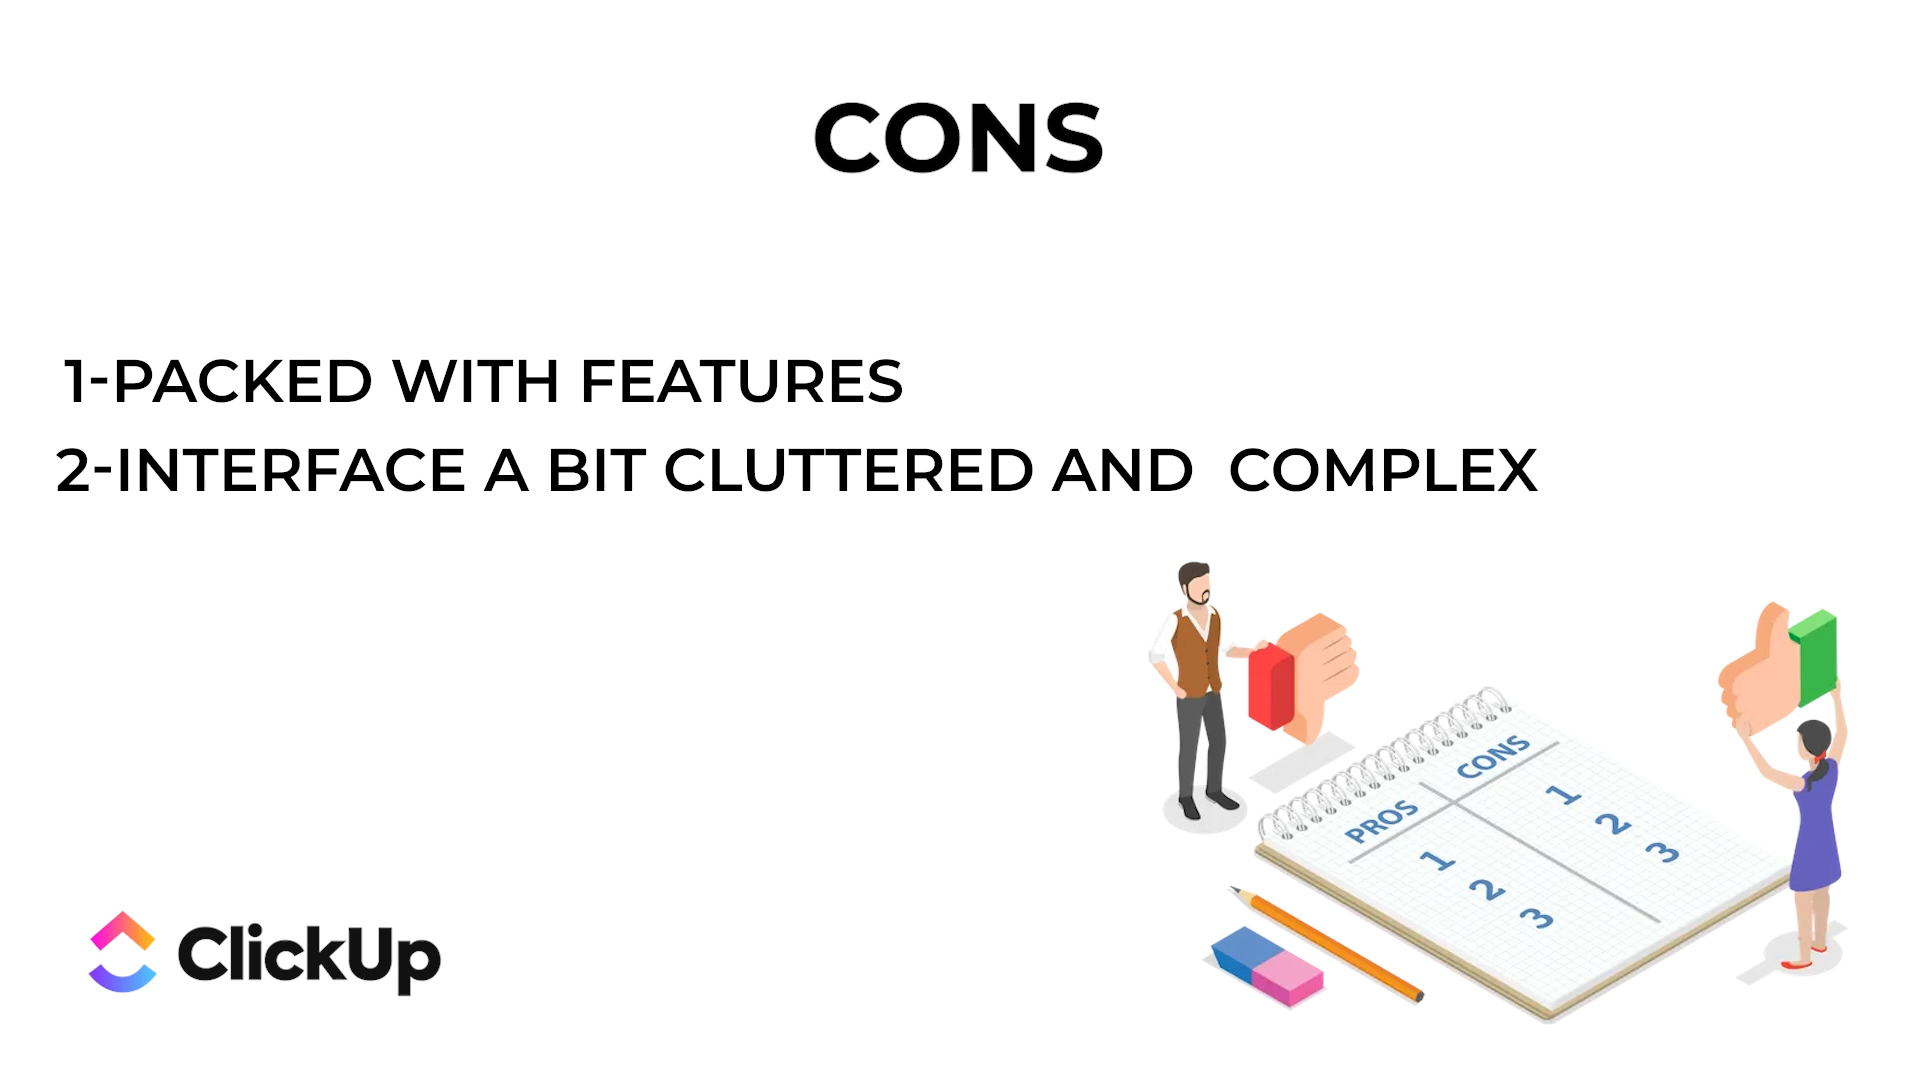 CONS
1-PACKED WITH FEATURES
2-INTERFACE A BIT CLUTTERED AND  COMPLEX
PROS
CONS
1
2
3
1
2
3
ClickUp